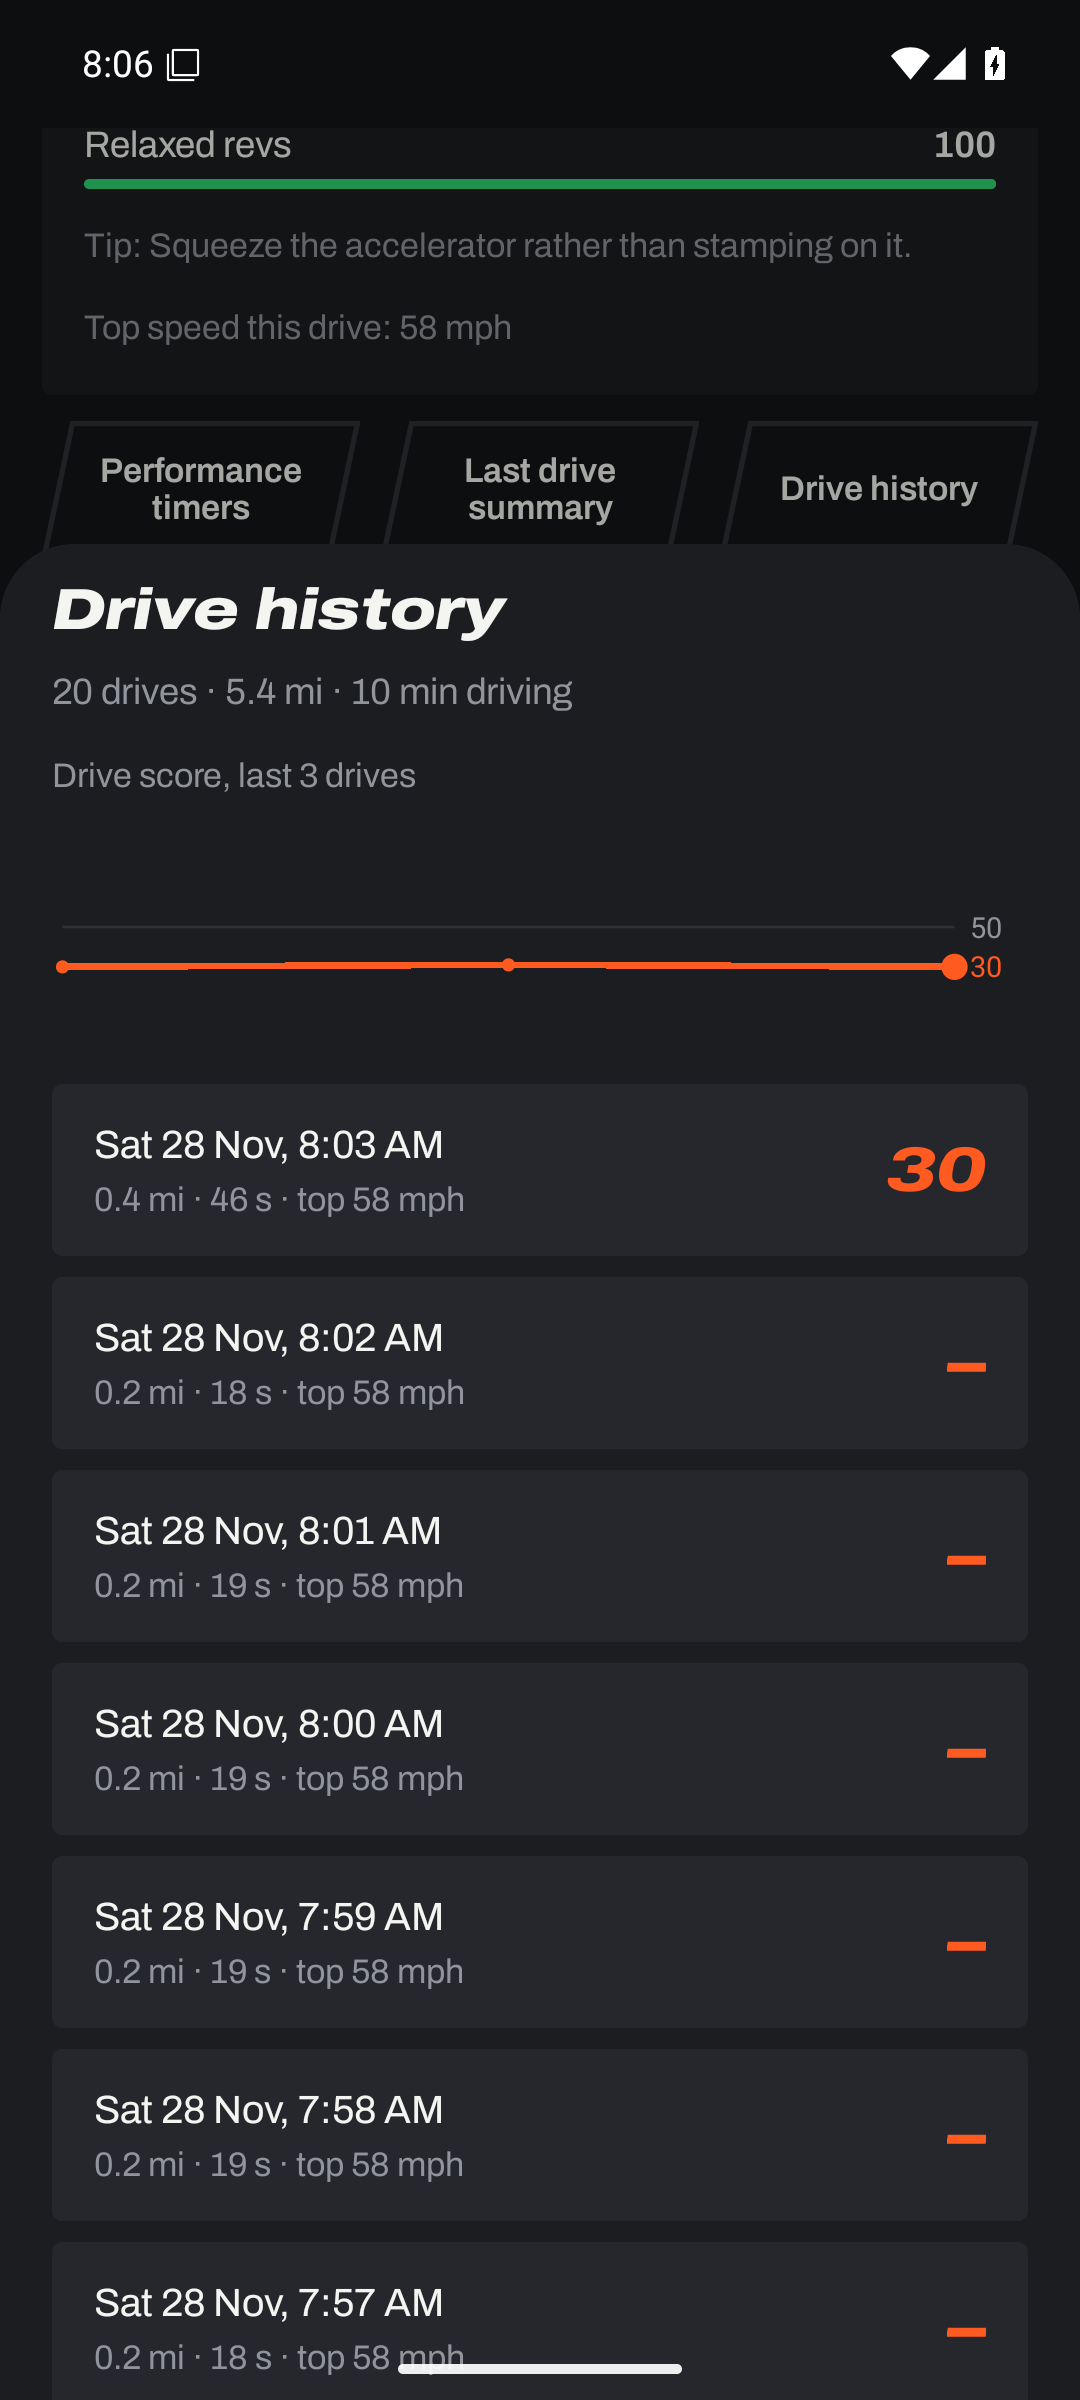 8:06
Relaxed revs 100
Tip: Squeeze the accelerator rather than stamping on it.
Top speed this drive: 58 mph
Performance timers
Last drive summary
Drive history
Drive history
20 drives · 5.4 mi · 10 min driving
Drive score, last 3 drives
50
30
Sat 28 Nov, 8:03 AM
0.4 mi · 46 s · top 58 mph
30
Sat 28 Nov, 8:02 AM
0.2 mi · 18 s · top 58 mph
–
Sat 28 Nov, 8:01 AM
0.2 mi · 19 s · top 58 mph
–
Sat 28 Nov, 8:00 AM
0.2 mi · 19 s · top 58 mph
–
Sat 28 Nov, 7:59 AM
0.2 mi · 19 s · top 58 mph
–
Sat 28 Nov, 7:58 AM
0.2 mi · 19 s · top 58 mph
–
Sat 28 Nov, 7:57 AM
0.2 mi · 18 s · top 58 mph
–